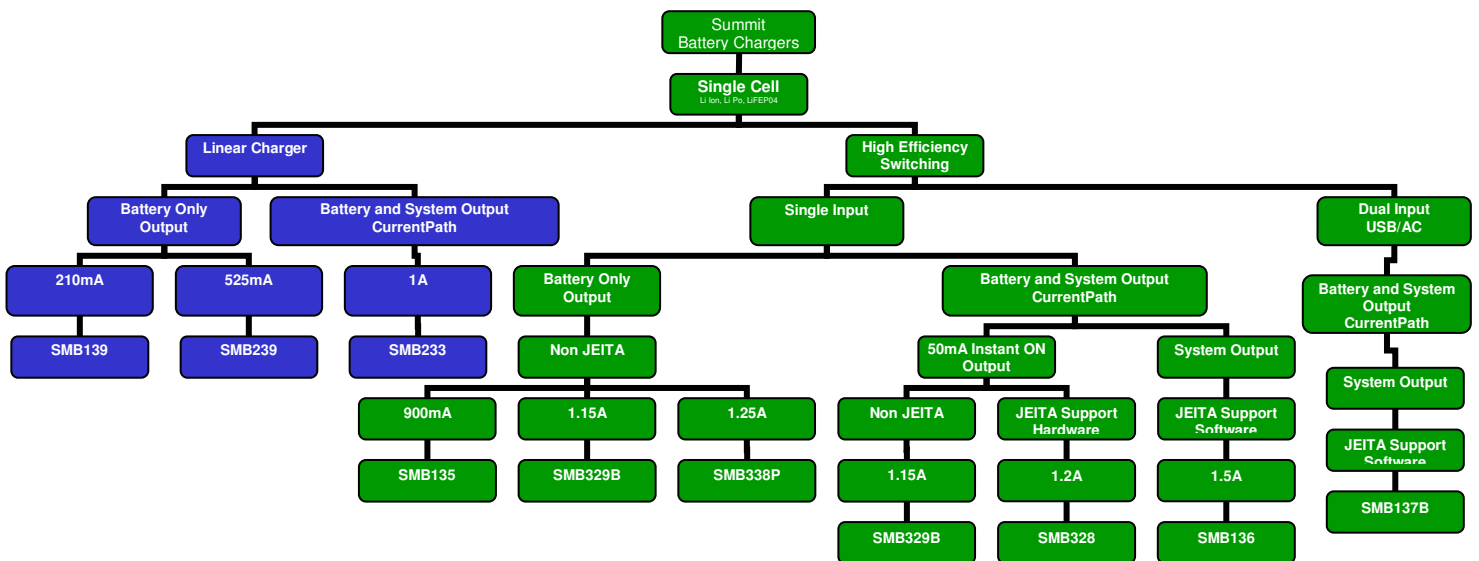 Summit
Battery Chargers
Single Cell
Li Ion, Li Po, LiFEP04
Linear Charger
High Efficiency
Switching
Battery Only
Output
Battery and System Output
CurrentPath
Single Input
Dual Input
USB/AC
210mA
525mA
1A
Battery Only
Output
Battery and System Output
CurrentPath
Battery and System
Output
CurrentPath
SMB139
SMB239
SMB233
Non JEITA
50mA Instant ON
Output
System Output
System Output
900mA
1.15A
1.25A
Non JEITA
JEITA Support
Hardware
JEITA Support
Software
JEITA Support
Software
SMB135
SMB329B
SMB338P
1.15A
1.2A
1.5A
SMB137B
SMB329B
SMB328
SMB136